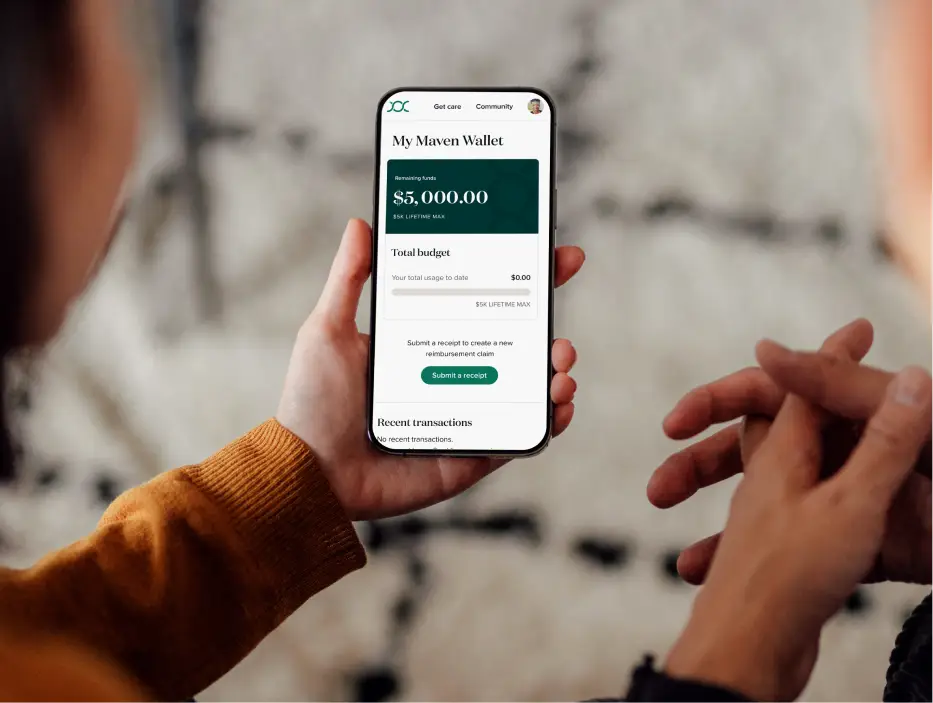 Get care Community
My Maven Wallet
Remaining funds
$5,000.00
$5K LIFETIME MAX
Total budget
Your total usage to date $0.00
$5K LIFETIME MAX
Submit a receipt to create a new
reimbursement claim
Submit a receipt
Recent transactions
No recent transactions.